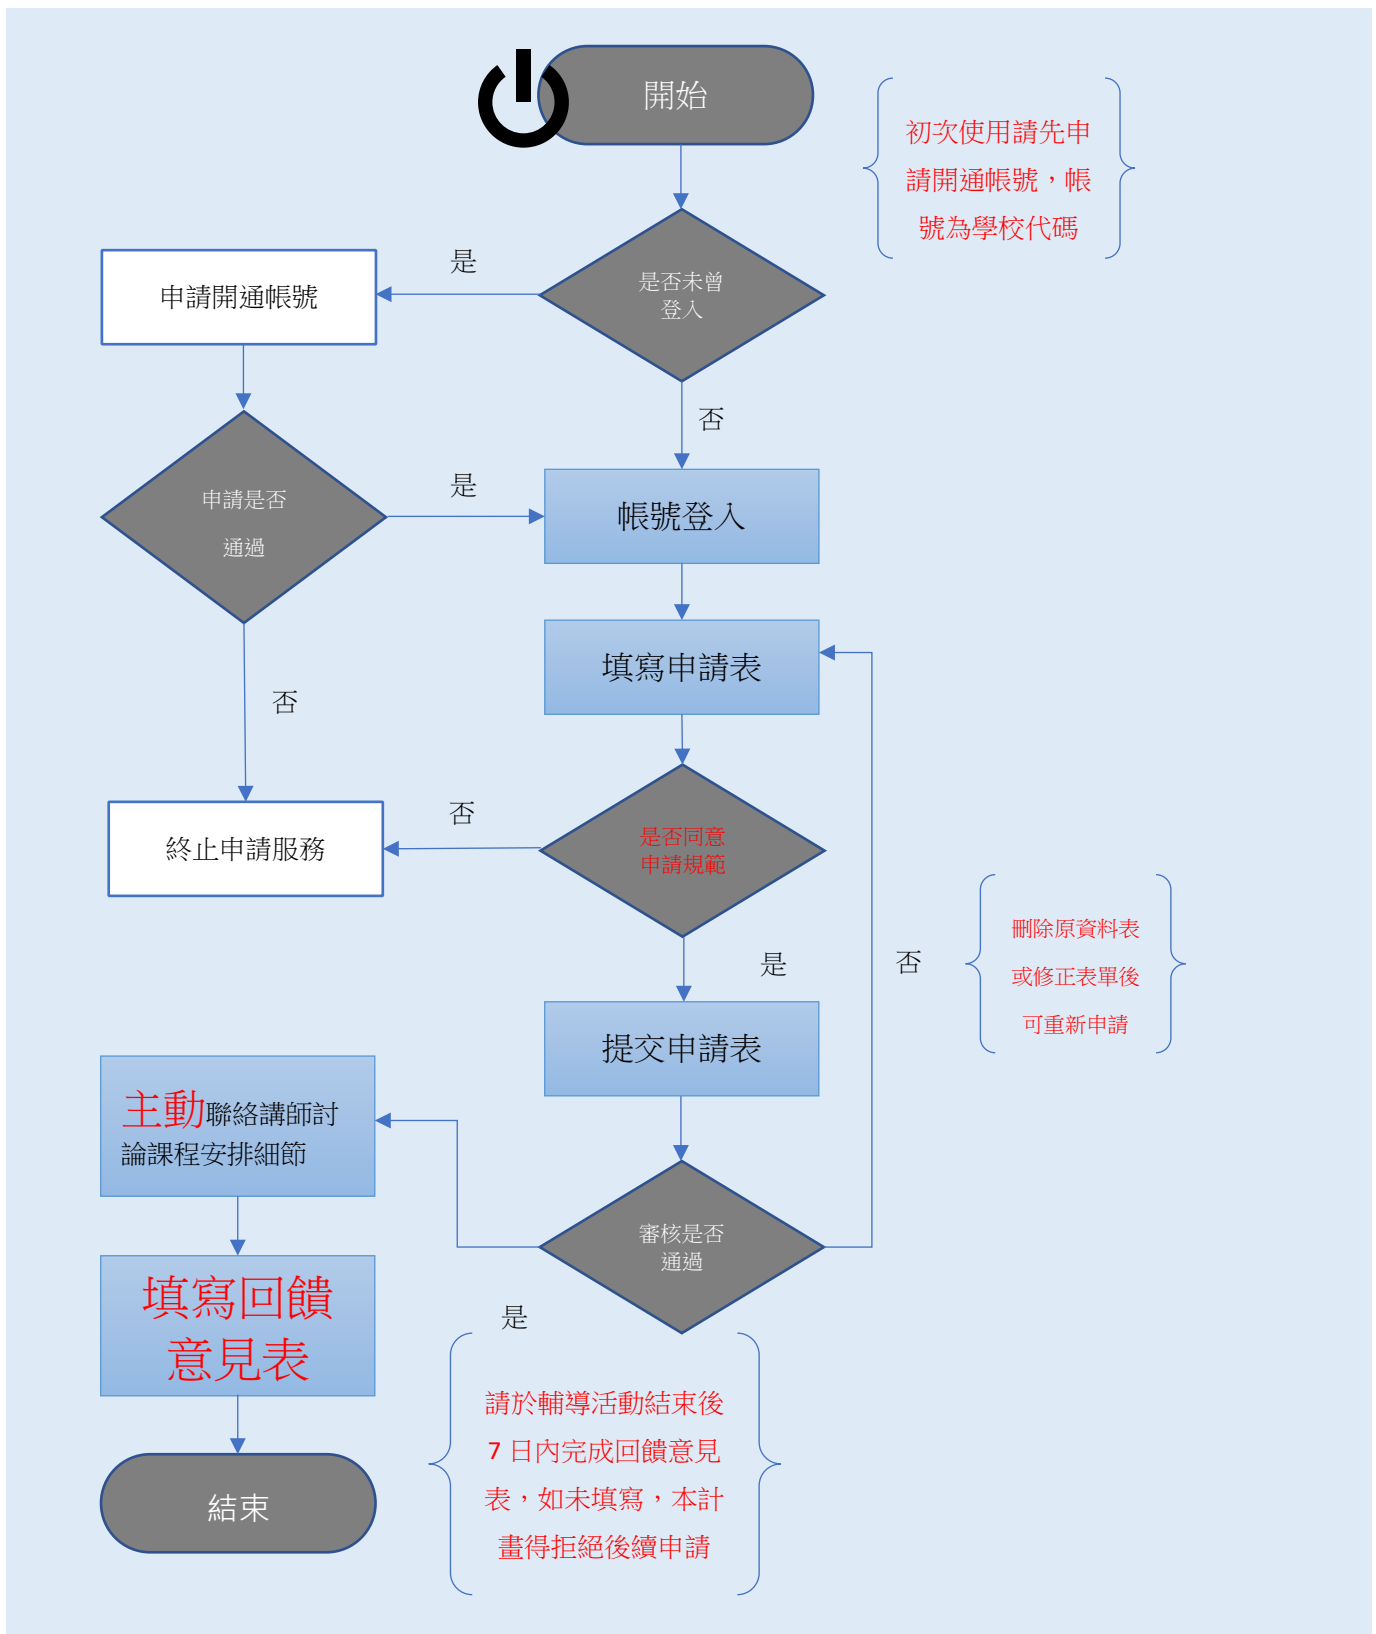 開始
初次使用請先申
請開通帳號，帳
號為學校代碼
是否未曾
登入
是
申請開通帳號
否
申請是否
通過
是
帳號登入
填寫申請表
否
終止申請服務
否
是否同意
申請規範
是
否
刪除原資料表
或修正表單後
可重新申請
提交申請表
主動聯絡講師討
論課程安排細節
審核是否
通過
是
填寫回饋
意見表
請於輔導活動結束後
7 日內完成回饋意見
表，如未填寫，本計
畫得拒絕後續申請
結束